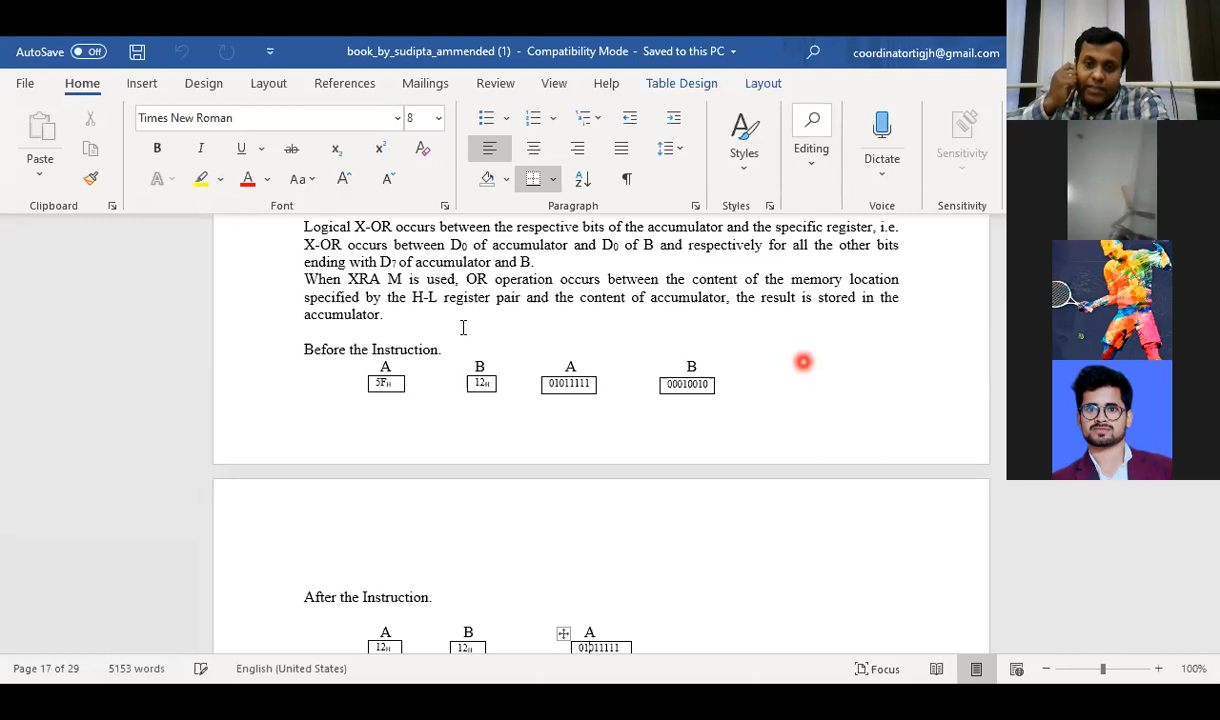 AutoSave
Off
book_by_sudipta_ammended (1) - Compatibility Mode - Saved to this PC
coordinatortigjh@gmail.com
File
Home
Insert
Design
Layout
References
Mailings
Review
View
Help
Table Design
Layout
Times New Roman
8
Paste
Styles
Editing
Dictate
Sensitivity
Clipboard
Font
Paragraph
Styles
Voice
Sensitivity
Logical X-OR occurs between the respective bits of the accumulator and the specific register, i.e.
X-OR occurs between D0 of accumulator and D0 of B and respectively for all the other bits
ending with D7 of accumulator and B.
When XRA M is used, OR operation occurs between the content of the memory location
specified by the H-L register pair and the content of accumulator, the result is stored in the
accumulator.
Before the Instruction.
A B A B
5FH 12H 01011111 00010010
After the Instruction.
A B A
12H 12H 01011111
Page 17 of 29
5153 words
English (United States)
Focus
100%